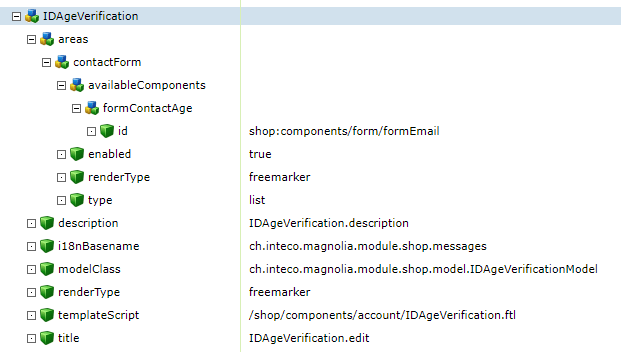 IDAgeVerification
areas
contactForm
availableComponents
formContactAge
id shop:components/form/formEmail
enabled true
renderType freemarker
type list
description IDAgeVerification.description
i18nBasename ch.inteco.magnolia.module.shop.messages
modelClass ch.inteco.magnolia.module.shop.model.IDAgeVerificationModel
renderType freemarker
templateScript /shop/components/account/IDAgeVerification.ftl
title IDAgeVerification.edit